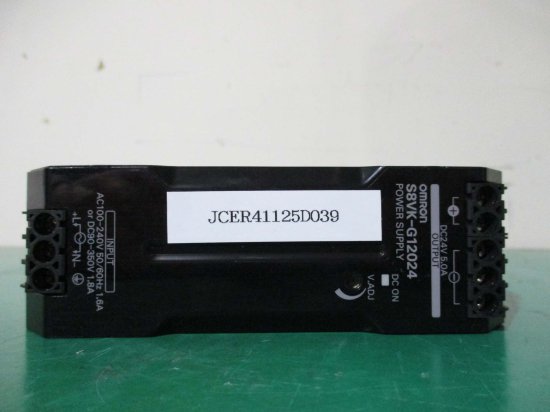 JCER41125D039
omron
S8VK-G12024
POWER SUPPLY
OUTPUT
DC24V 5.0A
DC ON
V.ADJ
INPUT
AC100-240V 50/60Hz 1.6A
or DC90-350V 1.8A
+L
+N-